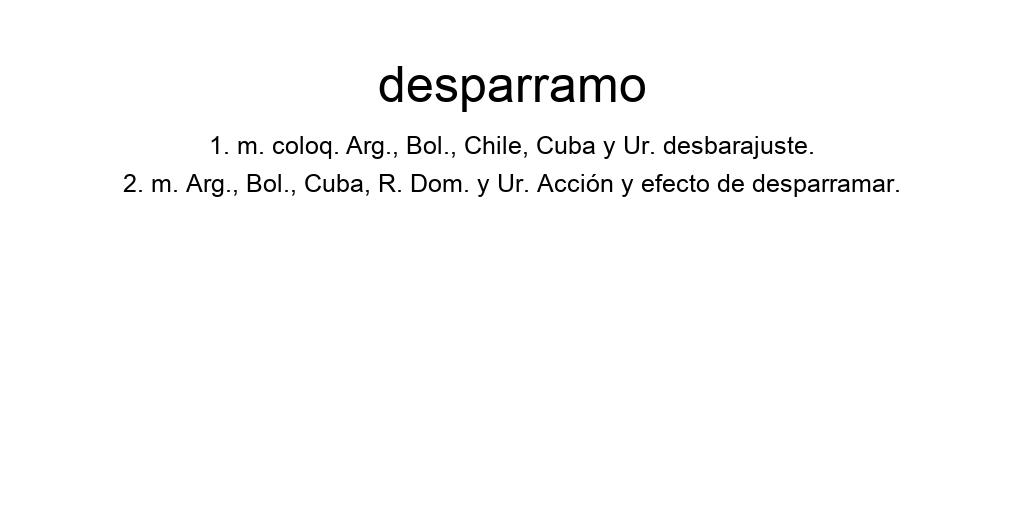 desparramo
1. m. coloq. Arg., Bol., Chile, Cuba y Ur. desbarajuste.
2. m. Arg., Bol., Cuba, R. Dom. y Ur. Acción y efecto de desparramar.